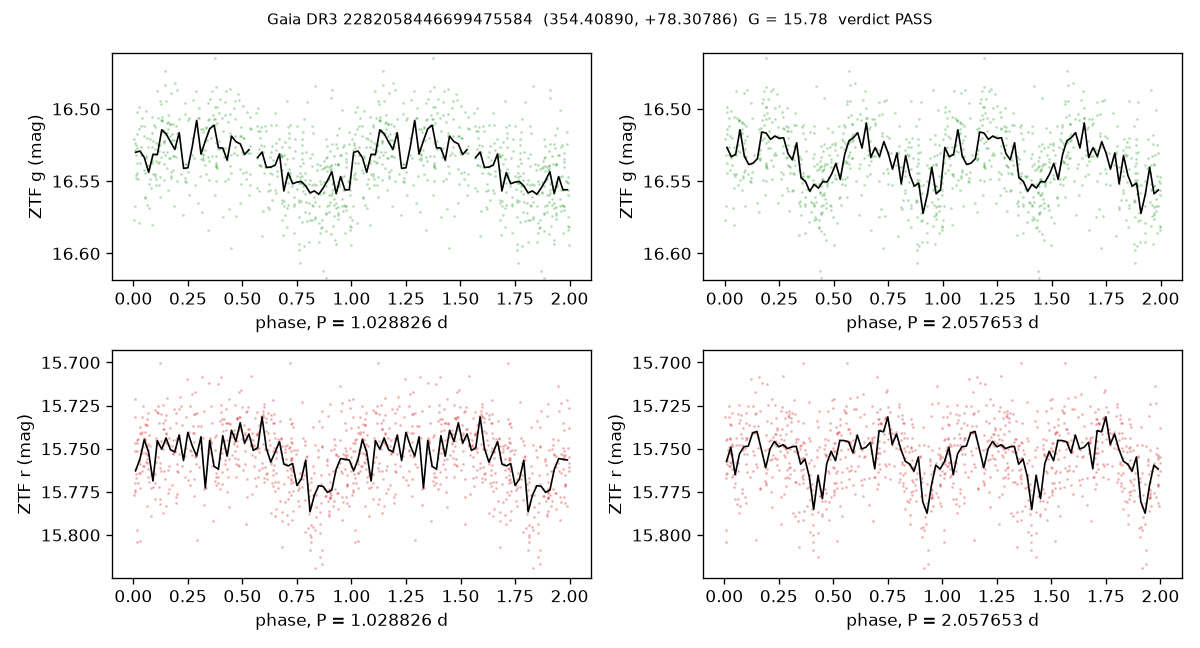 Gaia DR3 2282058446699475584 (354.40890, +78.30786) G = 15.78 verdict PASS
ZTF g (mag)
16.50
16.55
16.60
0.00 0.25 0.50 0.75 1.00 1.25 1.50 1.75 2.00
phase, P = 1.028826 d
ZTF g (mag)
16.50
16.55
16.60
0.00 0.25 0.50 0.75 1.00 1.25 1.50 1.75 2.00
phase, P = 2.057653 d
ZTF r (mag)
15.700
15.725
15.750
15.775
15.800
0.00 0.25 0.50 0.75 1.00 1.25 1.50 1.75 2.00
phase, P = 1.028826 d
ZTF r (mag)
15.700
15.725
15.750
15.775
15.800
0.00 0.25 0.50 0.75 1.00 1.25 1.50 1.75 2.00
phase, P = 2.057653 d